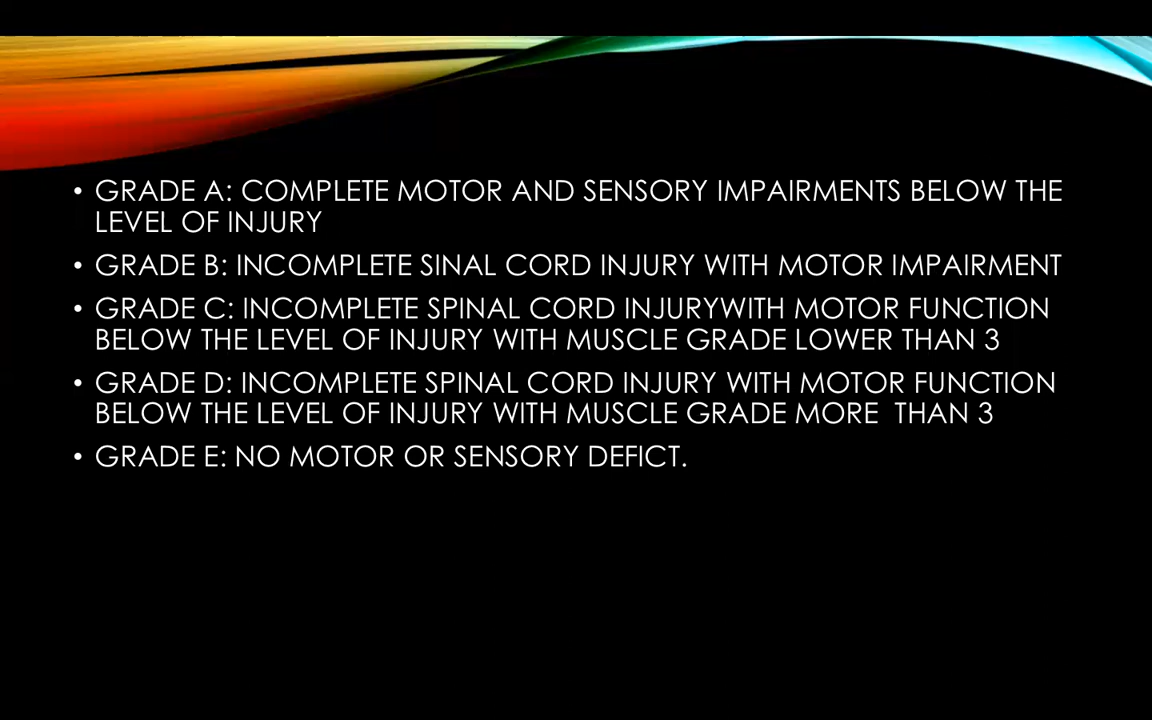 • GRADE A: COMPLETE MOTOR AND SENSORY IMPAIRMENTS BELOW THE
LEVEL OF INJURY
• GRADE B: INCOMPLETE SINAL CORD INJURY WITH MOTOR IMPAIRMENT
• GRADE C: INCOMPLETE SPINAL CORD INJURYWITH MOTOR FUNCTION
BELOW THE LEVEL OF INJURY WITH MUSCLE GRADE LOWER THAN 3
• GRADE D: INCOMPLETE SPINAL CORD INJURY WITH MOTOR FUNCTION
BELOW THE LEVEL OF INJURY WITH MUSCLE GRADE MORE  THAN 3
• GRADE E: NO MOTOR OR SENSORY DEFICT.